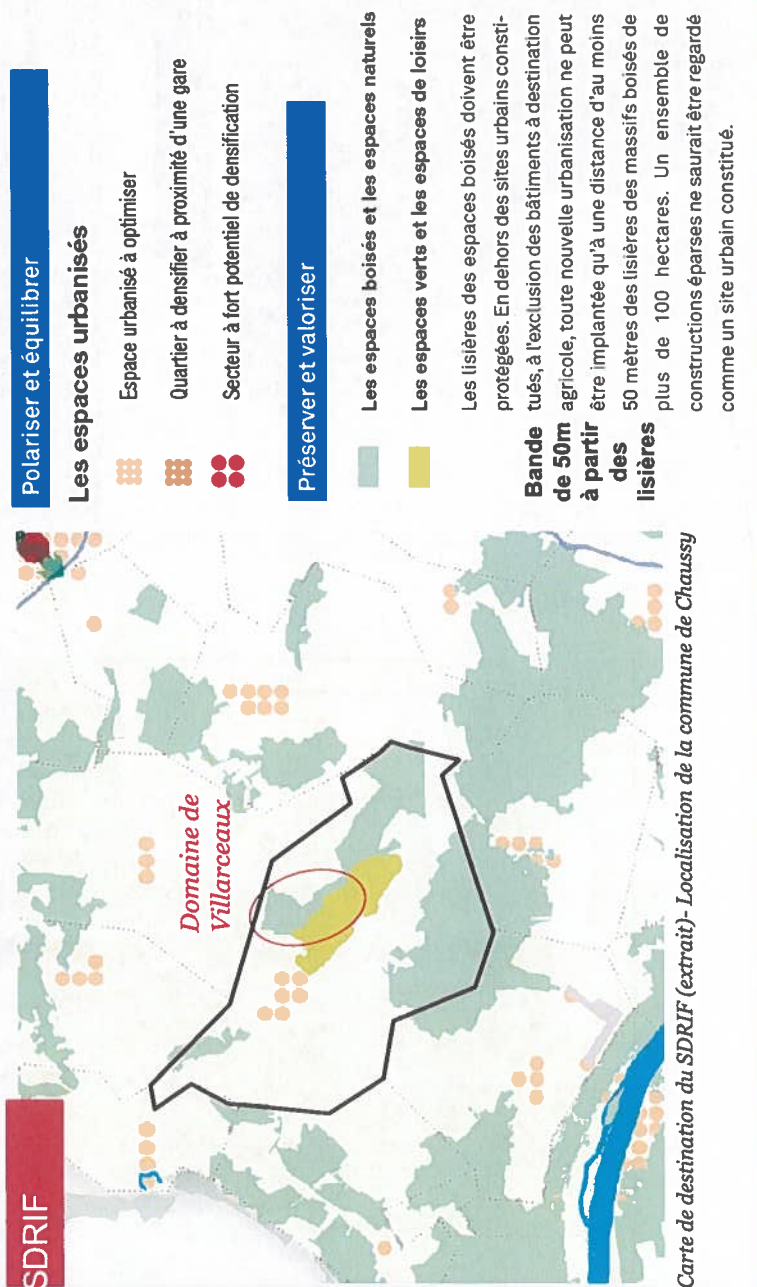 SDRIF
Domaine de
Villarceaux
Carte de destination du SDRIF (extrait)- Localisation de la commune de Chaussy
Polariser et équilibrer
Les espaces urbanisés
Espace urbanisé à optimiser
Quartier à densifier à proximité d'une gare
Secteur à fort potentiel de densification
Préserver et valoriser
Les espaces boisés et les espaces naturels
Les espaces verts et les espaces de loisirs
Bande
de 50m
à partir
des
lisières
Les lisières des espaces boisés doivent être
protégées. En dehors des sites urbains consti-
tués, à l'exclusion des bâtiments à destination
agricole, toute nouvelle urbanisation ne peut
être implantée qu'à une distance d'au moins
50 mètres des lisières des massifs boisés de
plus de 100 hectares. Un ensemble de
constructions éparses ne saurait être regardé
comme un site urbain constitué.